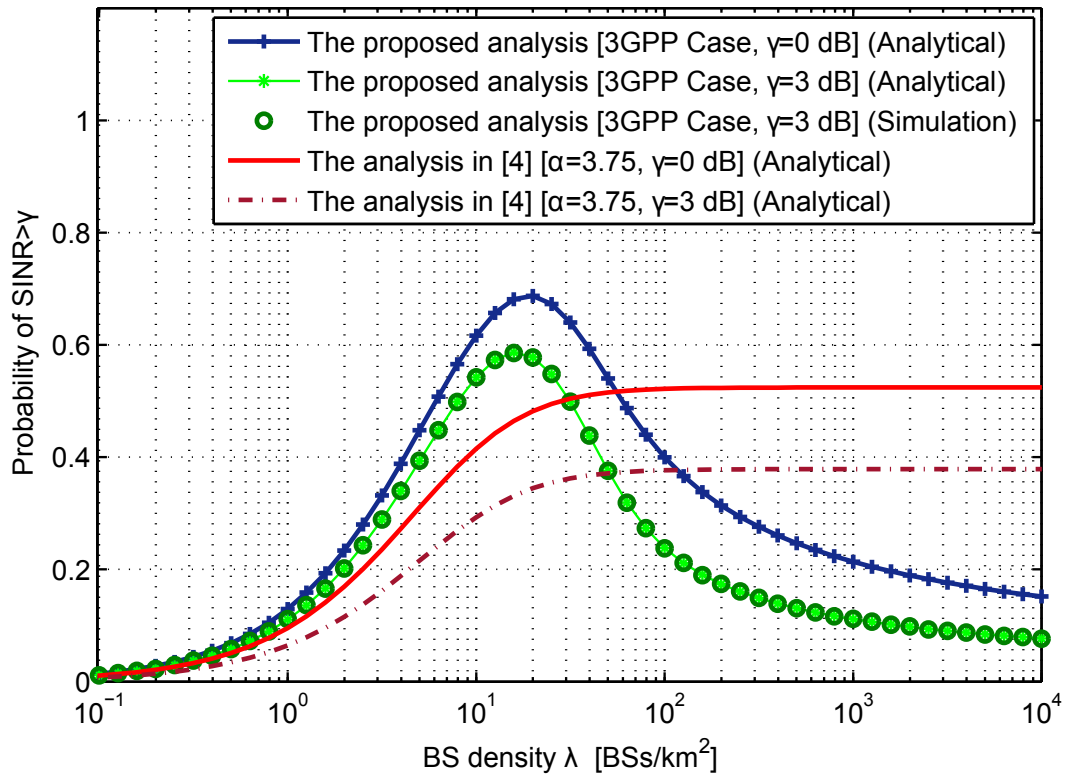 The proposed analysis [3GPP Case, γ=0 dB] (Analytical)
The proposed analysis [3GPP Case, γ=3 dB] (Analytical)
The proposed analysis [3GPP Case, γ=3 dB] (Simulation)
The analysis in [4] [α=3.75, γ=0 dB] (Analytical)
The analysis in [4] [α=3.75, γ=3 dB] (Analytical)
Probability of SINR>γ
1
0.8
0.6
0.4
0.2
0
10⁻¹ 10⁰ 10¹ 10² 10³ 10⁴
BS density λ [BSs/km²]